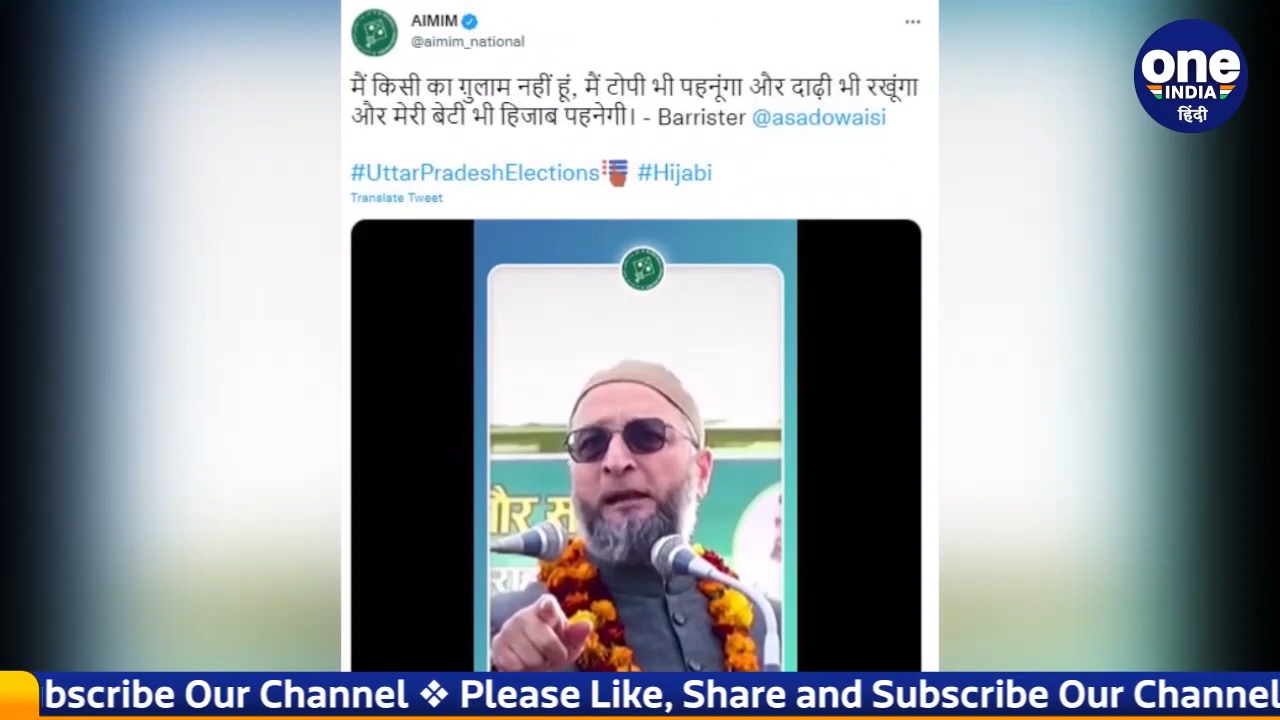 AIMIM
@aimim_national
मैं किसी का ग़ुलाम नहीं हूं, मैं टोपी भी पहनूंगा और दाढ़ी भी रखूंगा
और मेरी बेटी भी हिजाब पहनेगी। - Barrister @asadowaisi
#UttarPradeshElections #Hijabi
Translate Tweet
one
INDIA
हिंदी
और स
bscribe Our Channel ❖ Please Like, Share and Subscribe Our Channel